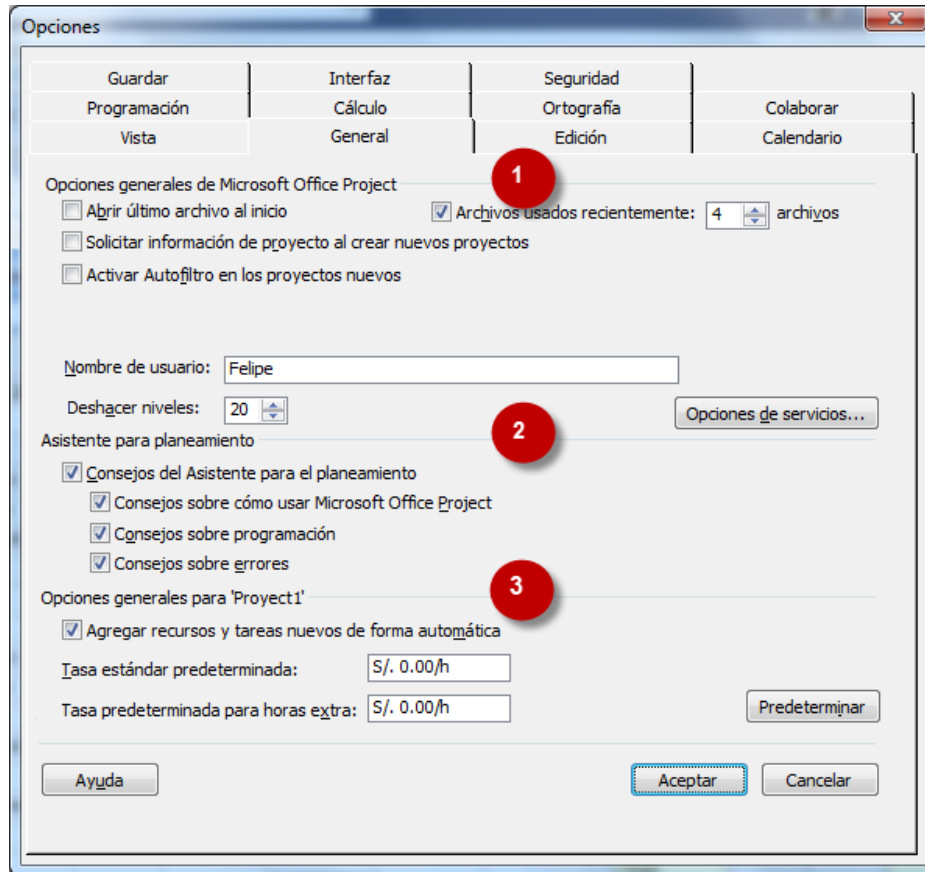 Opciones
Guardar Interfaz Seguridad
Programación Cálculo Ortografía Colaborar
Vista General Edición Calendario
1
Opciones generales de Microsoft Office Project
Abrir último archivo al inicio Archivos usados recientemente: 4 archivos
Solicitar información de proyecto al crear nuevos proyectos
Activar Autofiltro en los proyectos nuevos
Nombre de usuario: Felipe
Deshacer niveles: 20 Opciones de servicios...
2
Asistente para planeamiento
Consejos del Asistente para el planeamiento
Consejos sobre cómo usar Microsoft Office Project
Consejos sobre programación
Consejos sobre errores
3
Opciones generales para 'Proyect1'
Agregar recursos y tareas nuevos de forma automática
Tasa estándar predeterminada: S/. 0.00/h
Tasa predeterminada para horas extra: S/. 0.00/h Predeterminar
Ayuda Aceptar Cancelar